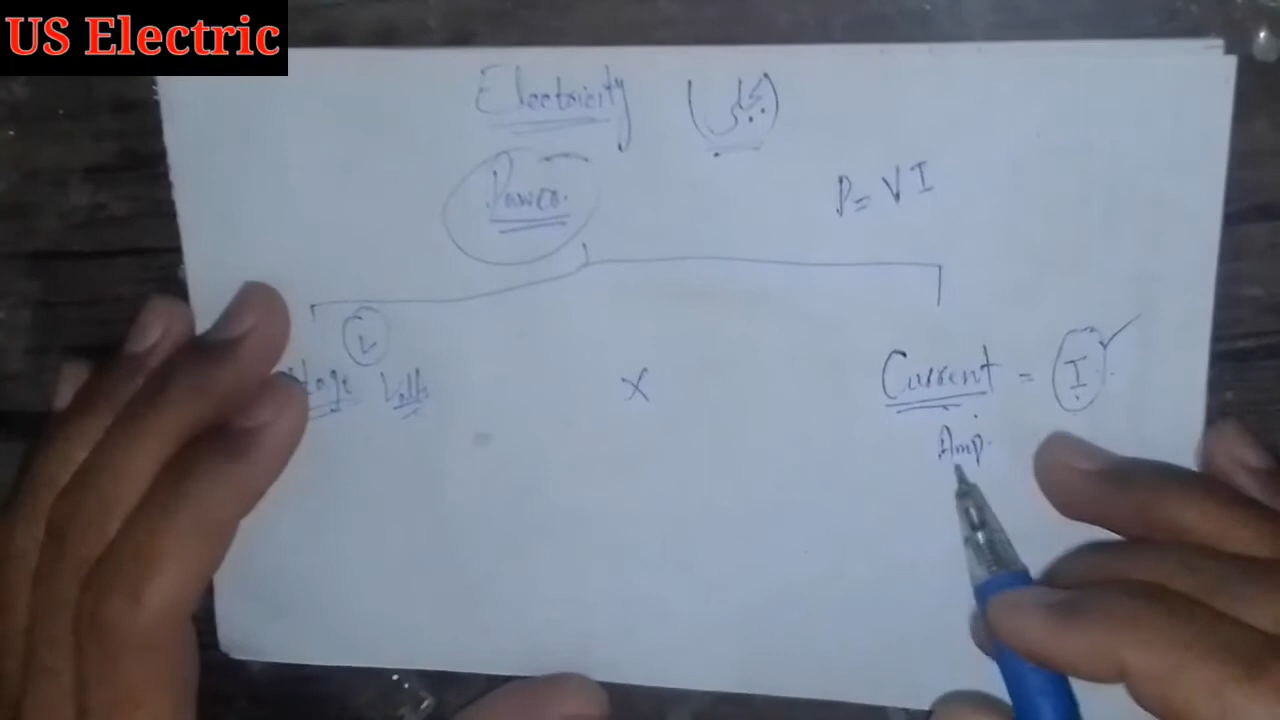 US Electric
Electricity (بجلی)
Power
P = V I
V
Volts X Current = I
Amp.